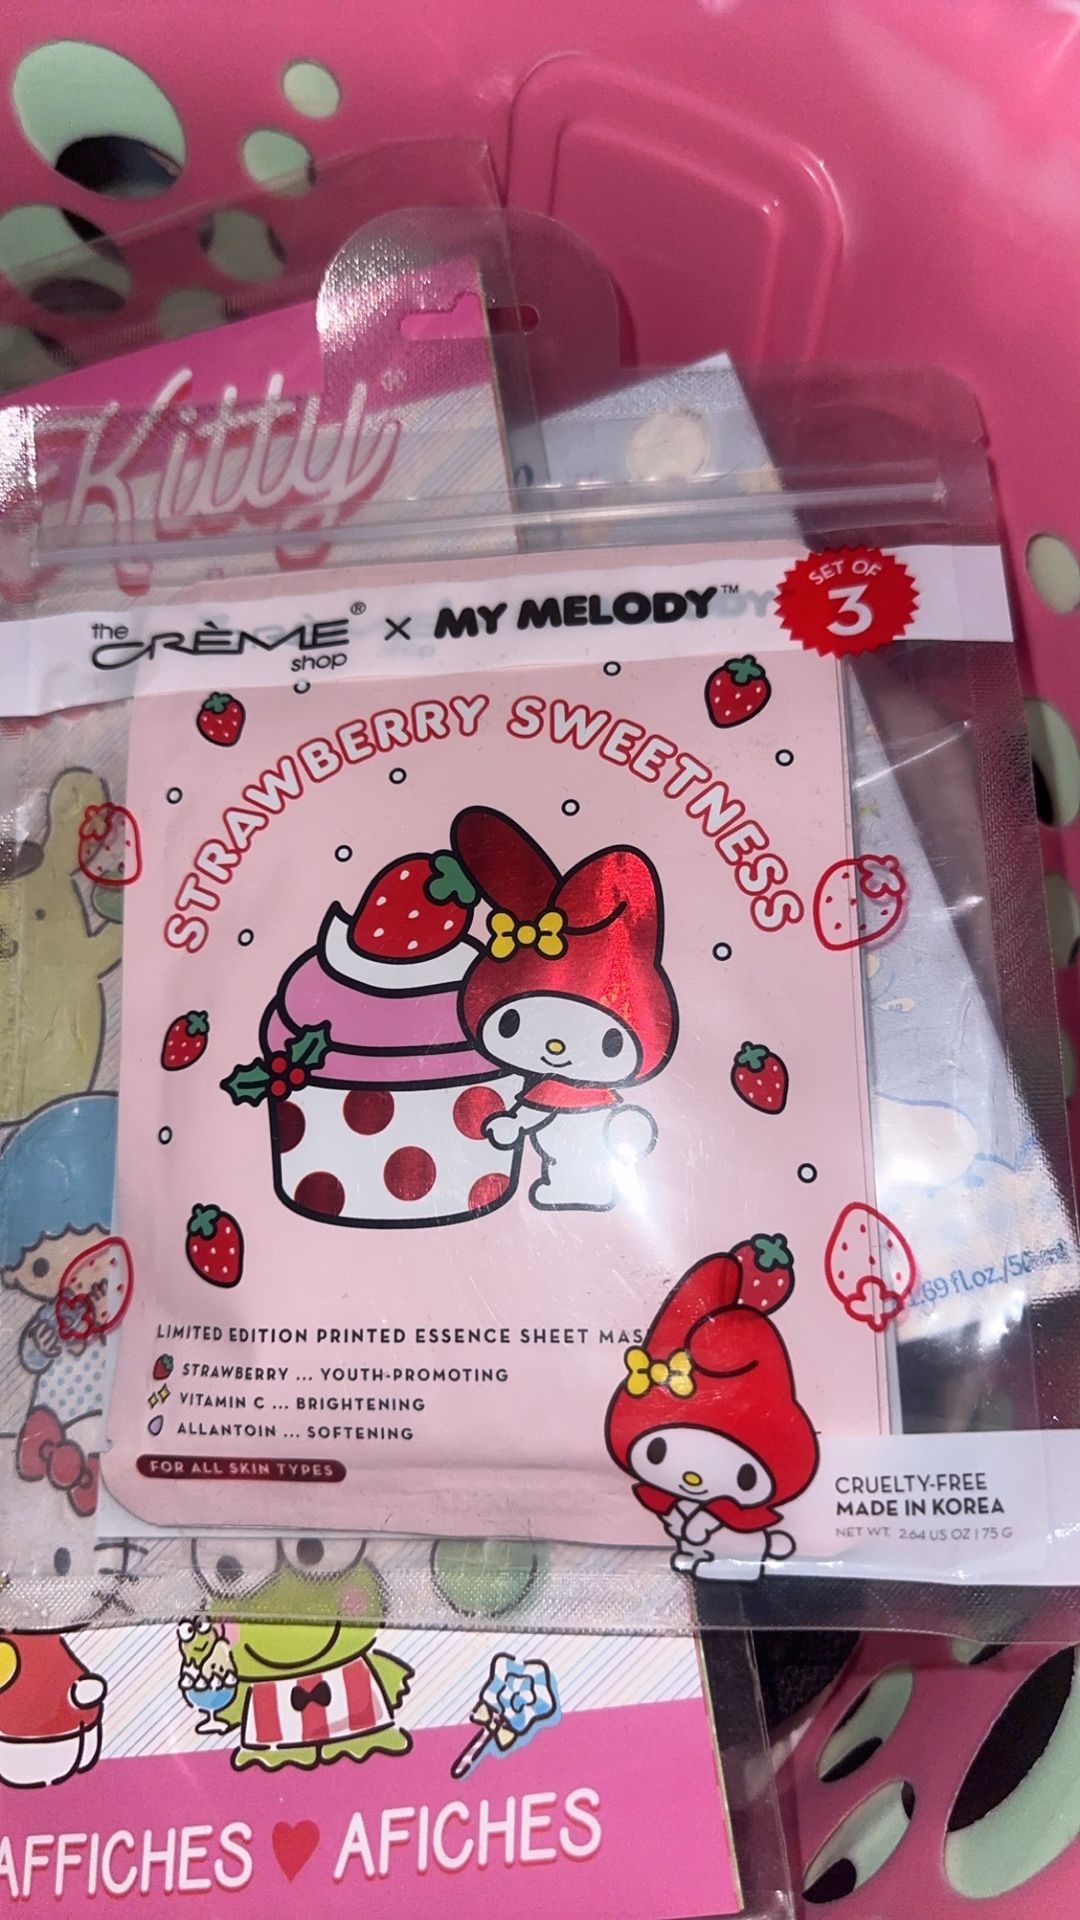 Kitty
the CRÈME shop® × MY MELODY™
SET OF
3
STRAWBERRY SWEETNESS
LIMITED EDITION PRINTED ESSENCE SHEET MAS
STRAWBERRY ... YOUTH-PROMOTING
VITAMIN C ... BRIGHTENING
ALLANTOIN ... SOFTENING
FOR ALL SKIN TYPES
1.69 fl.oz./50
CRUELTY-FREE
MADE IN KOREA
NET WT. 2.64 US OZ | 75 G
AFFICHES ♥ AFICHES